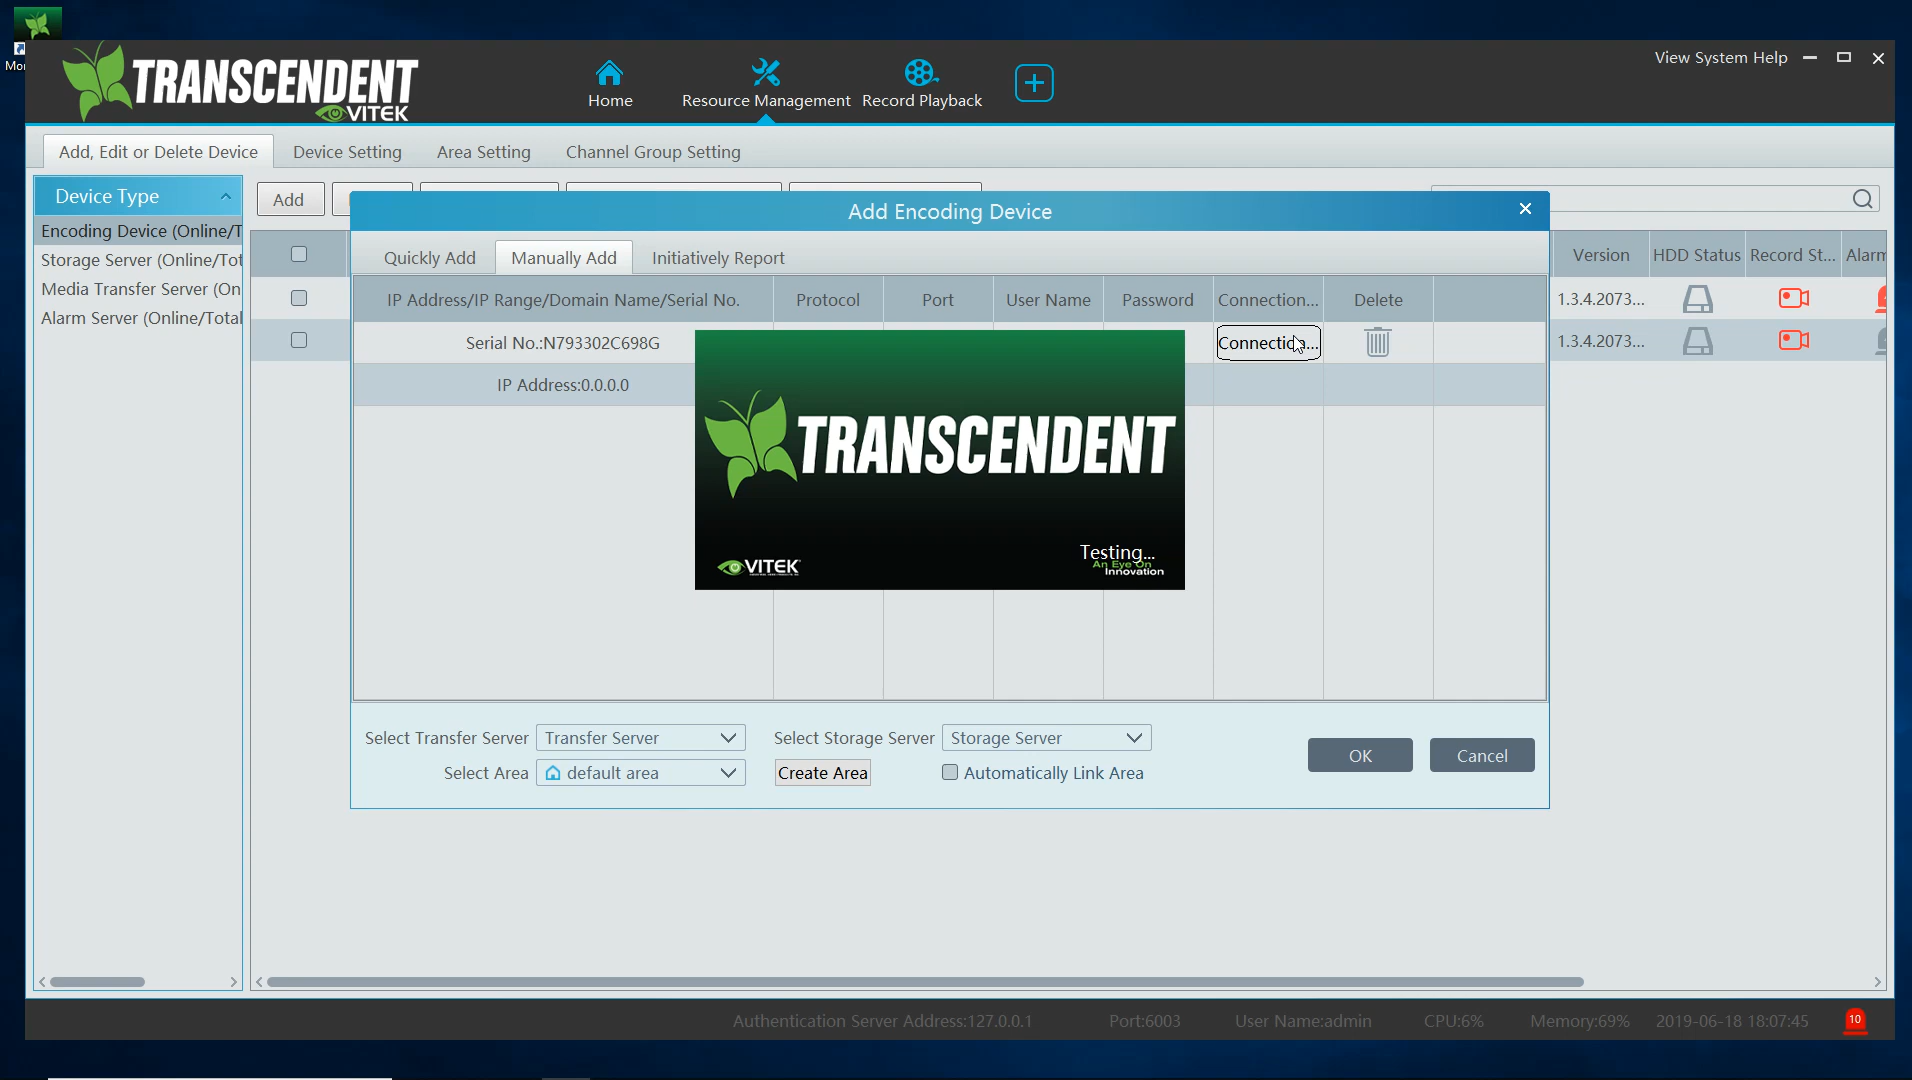 Mor
TRANSCENDENT
VITEK
Home
Resource Management
Record Playback
View System Help
Add, Edit or Delete Device
Device Setting
Area Setting
Channel Group Setting
Device Type
Encoding Device (Online/T
Storage Server (Online/Tot
Media Transfer Server (On
Alarm Server (Online/Total
Add
Add Encoding Device
Quickly Add
Manually Add
Initiatively Report
IP Address/IP Range/Domain Name/Serial No.
Protocol
Port
User Name
Password
Connection...
Delete
Serial No.:N793302C698G
Connection...
IP Address:0.0.0.0
TRANSCENDENT
VITEK
Testing...
An Eye On
Innovation
Version
HDD Status
Record St...
Alarm
1.3.4.2073...
1.3.4.2073...
Select Transfer Server
Transfer Server
Select Storage Server
Storage Server
Select Area
default area
Create Area
Automatically Link Area
OK
Cancel
Authentication Server Address:127.0.0.1
Port:6003
User Name:admin
CPU:6%
Memory:69%
2019-06-18 18:07:45
10